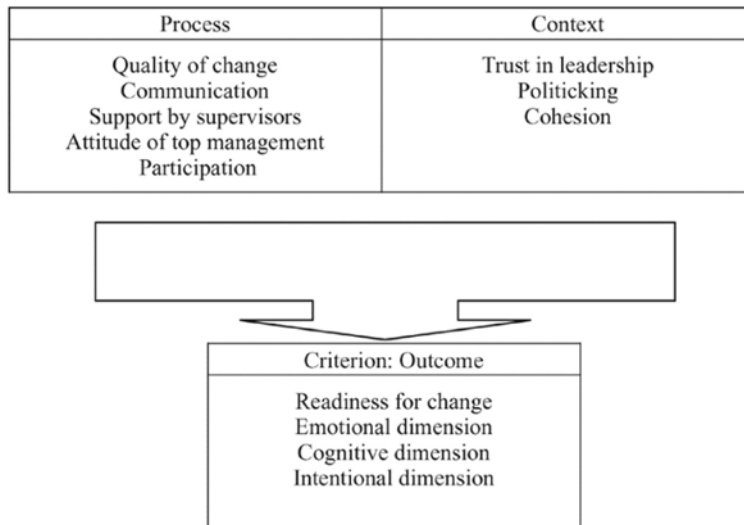 Process
Quality of change
Communication
Support by supervisors
Attitude of top management
Participation
Context
Trust in leadership
Politicking
Cohesion
Criterion: Outcome
Readiness for change
Emotional dimension
Cognitive dimension
Intentional dimension